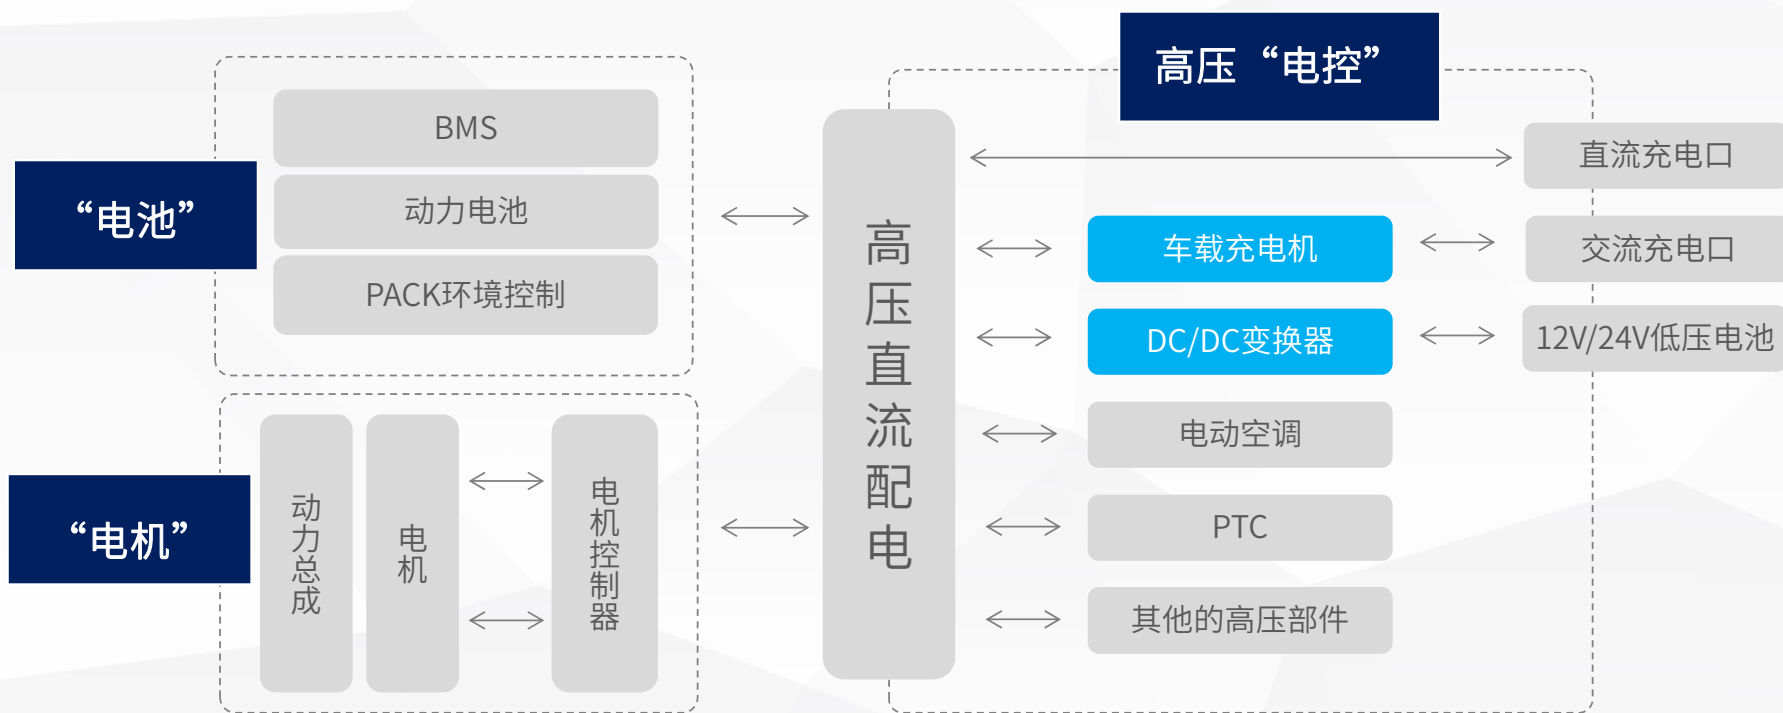 高压“电控”
“电池”
BMS
动力电池
PACK环境控制
“电机”
动力总成
电机
电机控制器
高压直流配电
直流充电口
车载充电机
交流充电口
DC/DC变换器
12V/24V低压电池
电动空调
PTC
其他的高压部件